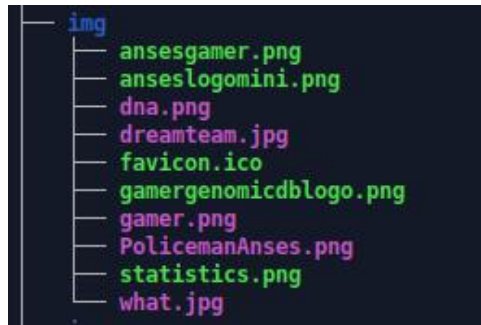 img
ansesgamer.png
anseslogomini.png
dna.png
dreamteam.jpg
favicon.ico
gamergenomicdblogo.png
gamer.png
PolicemanAnses.png
statistics.png
what.jpg